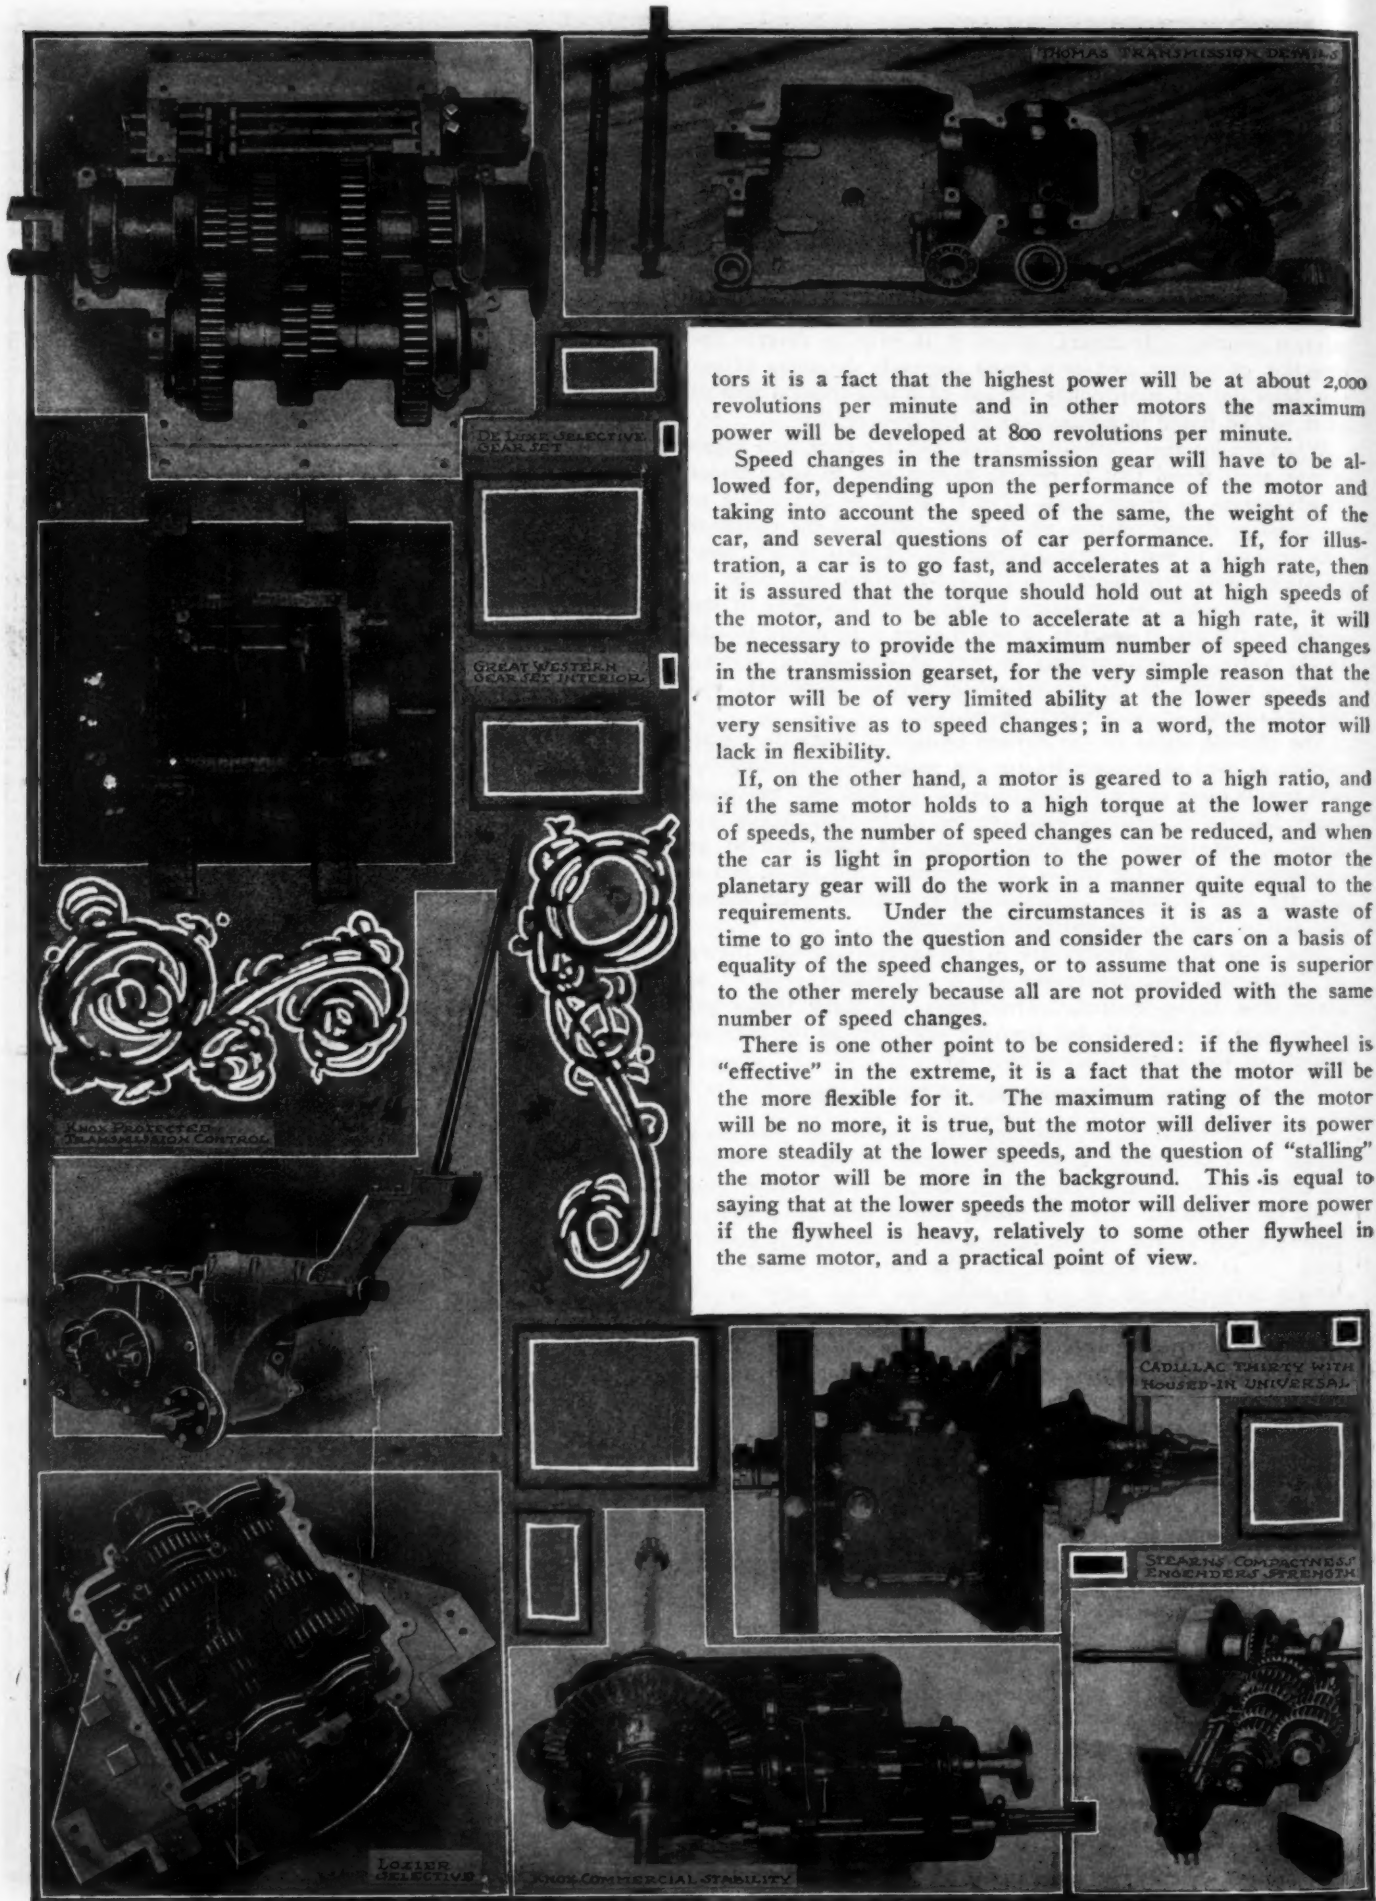 THOMAS TRANSMISSION DETAILS
DE LUXE SELECTIVE
GEAR SET
GREAT WESTERN
GEAR SET INTERIOR
tors it is a fact that the highest power will be at about 2,000
revolutions per minute and in other motors the maximum
power will be developed at 800 revolutions per minute.
Speed changes in the transmission gear will have to be al-
lowed for, depending upon the performance of the motor and
taking into account the speed of the same, the weight of the
car, and several questions of car performance. If, for illus-
tration, a car is to go fast, and accelerates at a high rate, then
it is assured that the torque should hold out at high speeds of
the motor, and to be able to accelerate at a high rate, it will
be necessary to provide the maximum number of speed changes
in the transmission gearset, for the very simple reason that the
motor will be of very limited ability at the lower speeds and
very sensitive as to speed changes; in a word, the motor will
lack in flexibility.
If, on the other hand, a motor is geared to a high ratio, and
if the same motor holds to a high torque at the lower range
of speeds, the number of speed changes can be reduced, and when
the car is light in proportion to the power of the motor the
planetary gear will do the work in a manner quite equal to the
requirements. Under the circumstances it is as a waste of
time to go into the question and consider the cars on a basis of
equality of the speed changes, or to assume that one is superior
to the other merely because all are not provided with the same
number of speed changes.
There is one other point to be considered: if the flywheel is
"effective" in the extreme, it is a fact that the motor will be
the more flexible for it. The maximum rating of the motor
will be no more, it is true, but the motor will deliver its power
more steadily at the lower speeds, and the question of "stalling"
the motor will be more in the background. This is equal to
saying that at the lower speeds the motor will deliver more power
if the flywheel is heavy, relatively to some other flywheel in
the same motor, and a practical point of view.
KNOX PROTECTED
TRANSMISSION CONTROL
CADILLAC THIRTY WITH
HOUSED-IN UNIVERSAL
STEARNS COMPACTNESS
ENGENDERS STRENGTH
LOZIER
SELECTIVE
KNOX COMMERCIAL STABILITY